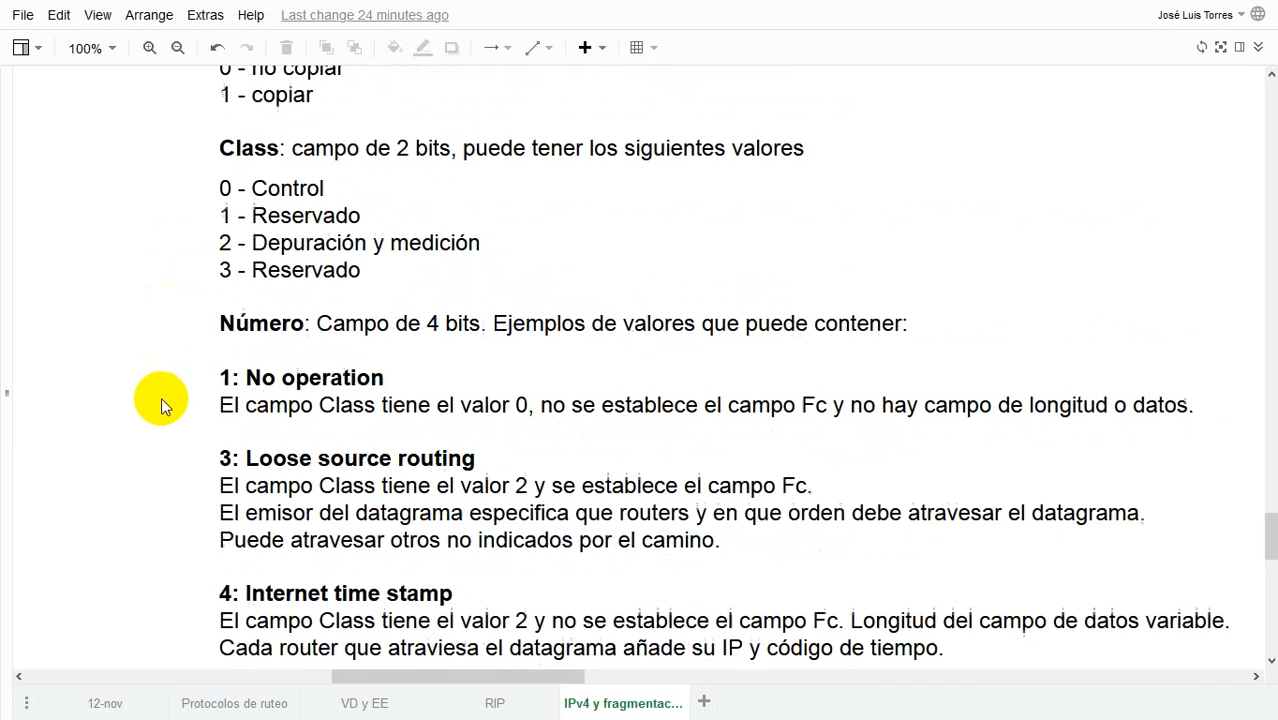 File Edit View Arrange Extras Help Last change 24 minutes ago José Luis Torres
100%
0 - no copiar
1 - copiar
Class: campo de 2 bits, puede tener los siguientes valores
0 - Control
1 - Reservado
2 - Depuración y medición
3 - Reservado
Número: Campo de 4 bits. Ejemplos de valores que puede contener:
1: No operation
El campo Class tiene el valor 0, no se establece el campo Fc y no hay campo de longitud o datos.
3: Loose source routing
El campo Class tiene el valor 2 y se establece el campo Fc.
El emisor del datagrama especifica que routers y en que orden debe atravesar el datagrama.
Puede atravesar otros no indicados por el camino.
4: Internet time stamp
El campo Class tiene el valor 2 y no se establece el campo Fc. Longitud del campo de datos variable.
Cada router que atraviesa el datagrama añade su IP y código de tiempo.
12-nov Protocolos de ruteo VD y EE RIP IPv4 y fragmentac...